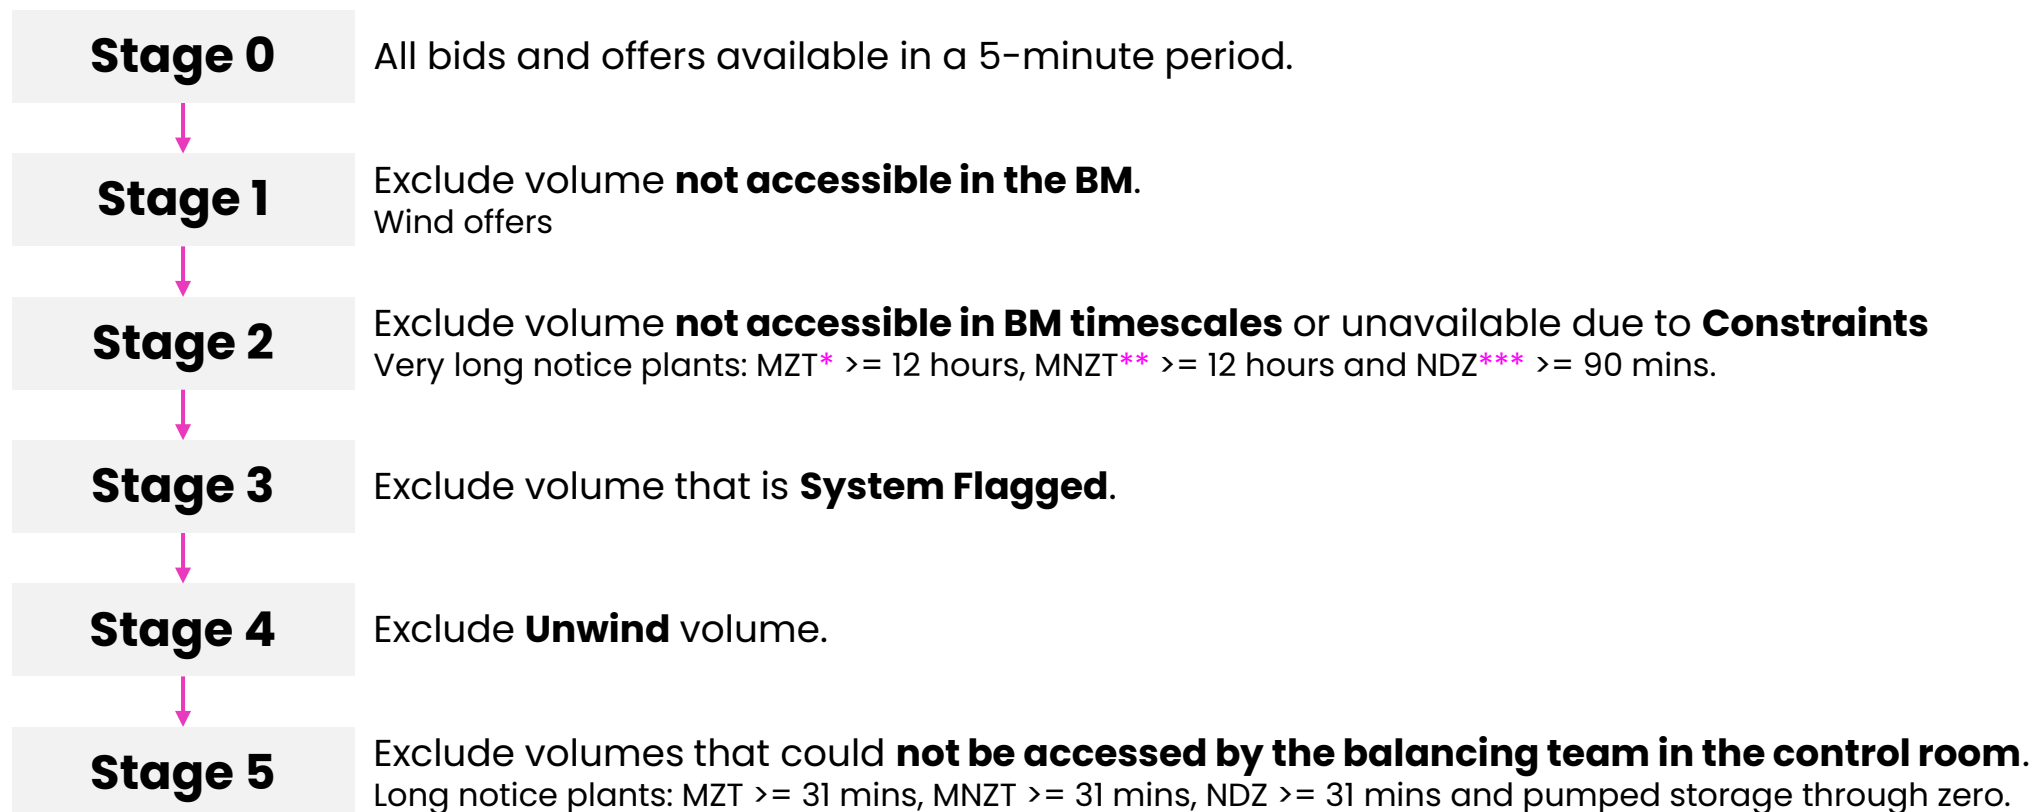 Stage 0
All bids and offers available in a 5-minute period.
Stage 1
Exclude volume not accessible in the BM.
Wind offers
Stage 2
Exclude volume not accessible in BM timescales or unavailable due to Constraints
Very long notice plants: MZT* >= 12 hours, MNZT** >= 12 hours and NDZ*** >= 90 mins.
Stage 3
Exclude volume that is System Flagged.
Stage 4
Exclude Unwind volume.
Stage 5
Exclude volumes that could not be accessed by the balancing team in the control room.
Long notice plants: MZT >= 31 mins, MNZT >= 31 mins, NDZ >= 31 mins and pumped storage through zero.